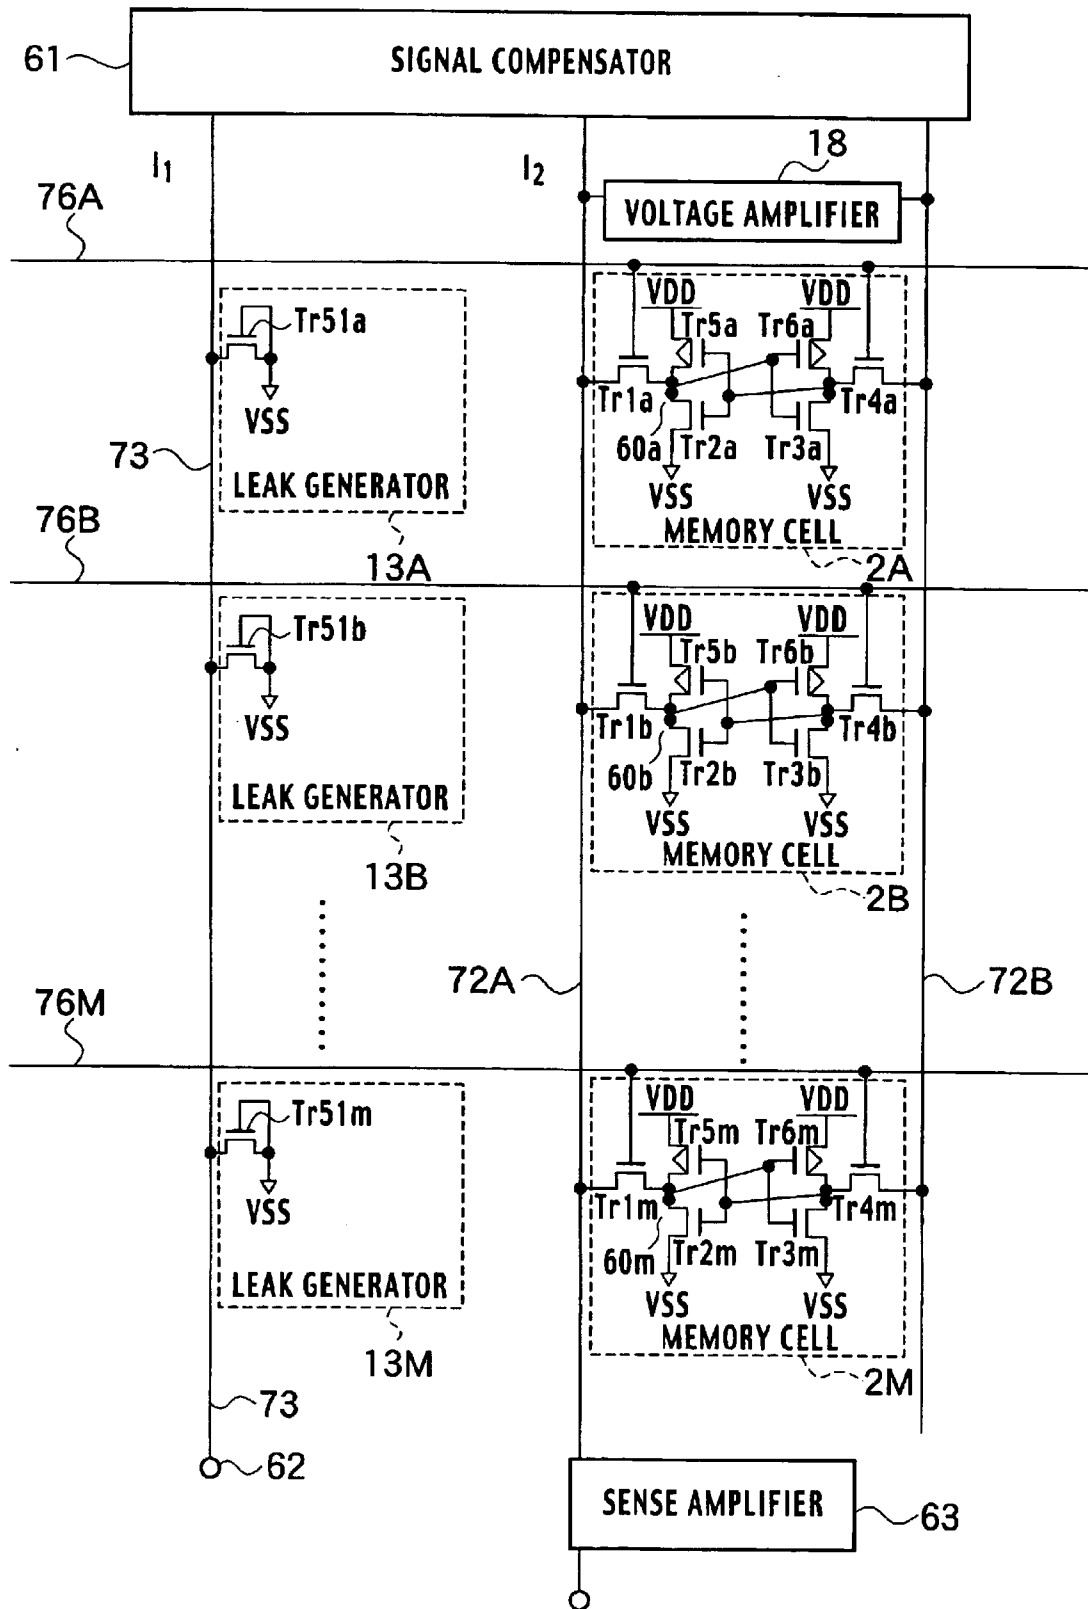 61
SIGNAL COMPENSATOR
I1
I2
18
VOLTAGE AMPLIFIER
76A
Tr51a
VSS
LEAK GENERATOR
13A
73
VDD
VDD
Tr5a
Tr6a
Tr1a
Tr4a
60a
Tr2a
Tr3a
VSS
VSS
MEMORY CELL
2A
76B
Tr51b
VSS
LEAK GENERATOR
13B
VDD
VDD
Tr5b
Tr6b
Tr1b
Tr4b
60b
Tr2b
Tr3b
VSS
VSS
MEMORY CELL
2B
72A
72B
76M
Tr51m
VSS
LEAK GENERATOR
13M
VDD
VDD
Tr5m
Tr6m
Tr1m
Tr4m
60m
Tr2m
Tr3m
VSS
VSS
MEMORY CELL
2M
73
62
SENSE AMPLIFIER
63